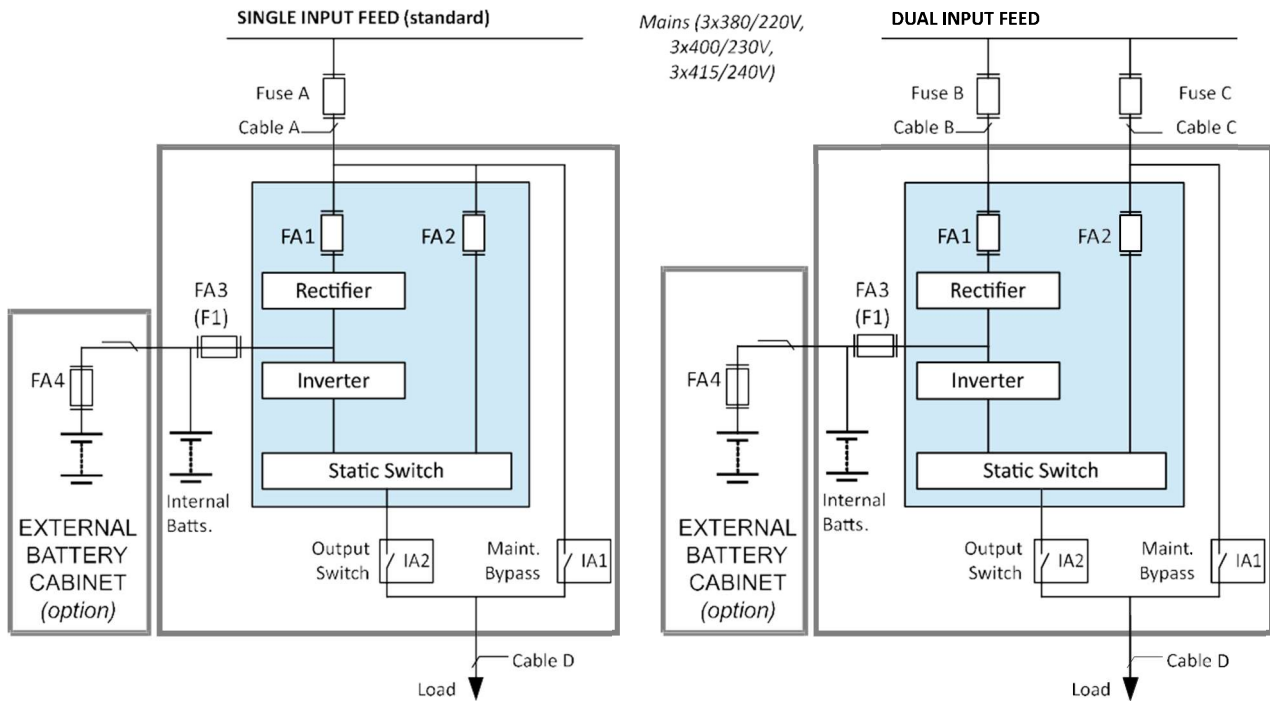 SINGLE INPUT FEED (standard)
Mains (3x380/220V,
3x400/230V,
3x415/240V)
DUAL INPUT FEED
Fuse A
Cable A
FA1
FA2
Rectifier
FA3
(F1)
Inverter
FA4
Static Switch
Internal
Batts.
EXTERNAL
BATTERY
CABINET
(option)
Output
Switch
IA2
Maint.
Bypass
IA1
Cable D
Load
Fuse B
Fuse C
Cable B
Cable C
FA1
FA2
Rectifier
FA3
(F1)
Inverter
FA4
Static Switch
Internal
Batts.
EXTERNAL
BATTERY
CABINET
(option)
Output
Switch
IA2
Maint.
Bypass
IA1
Cable D
Load